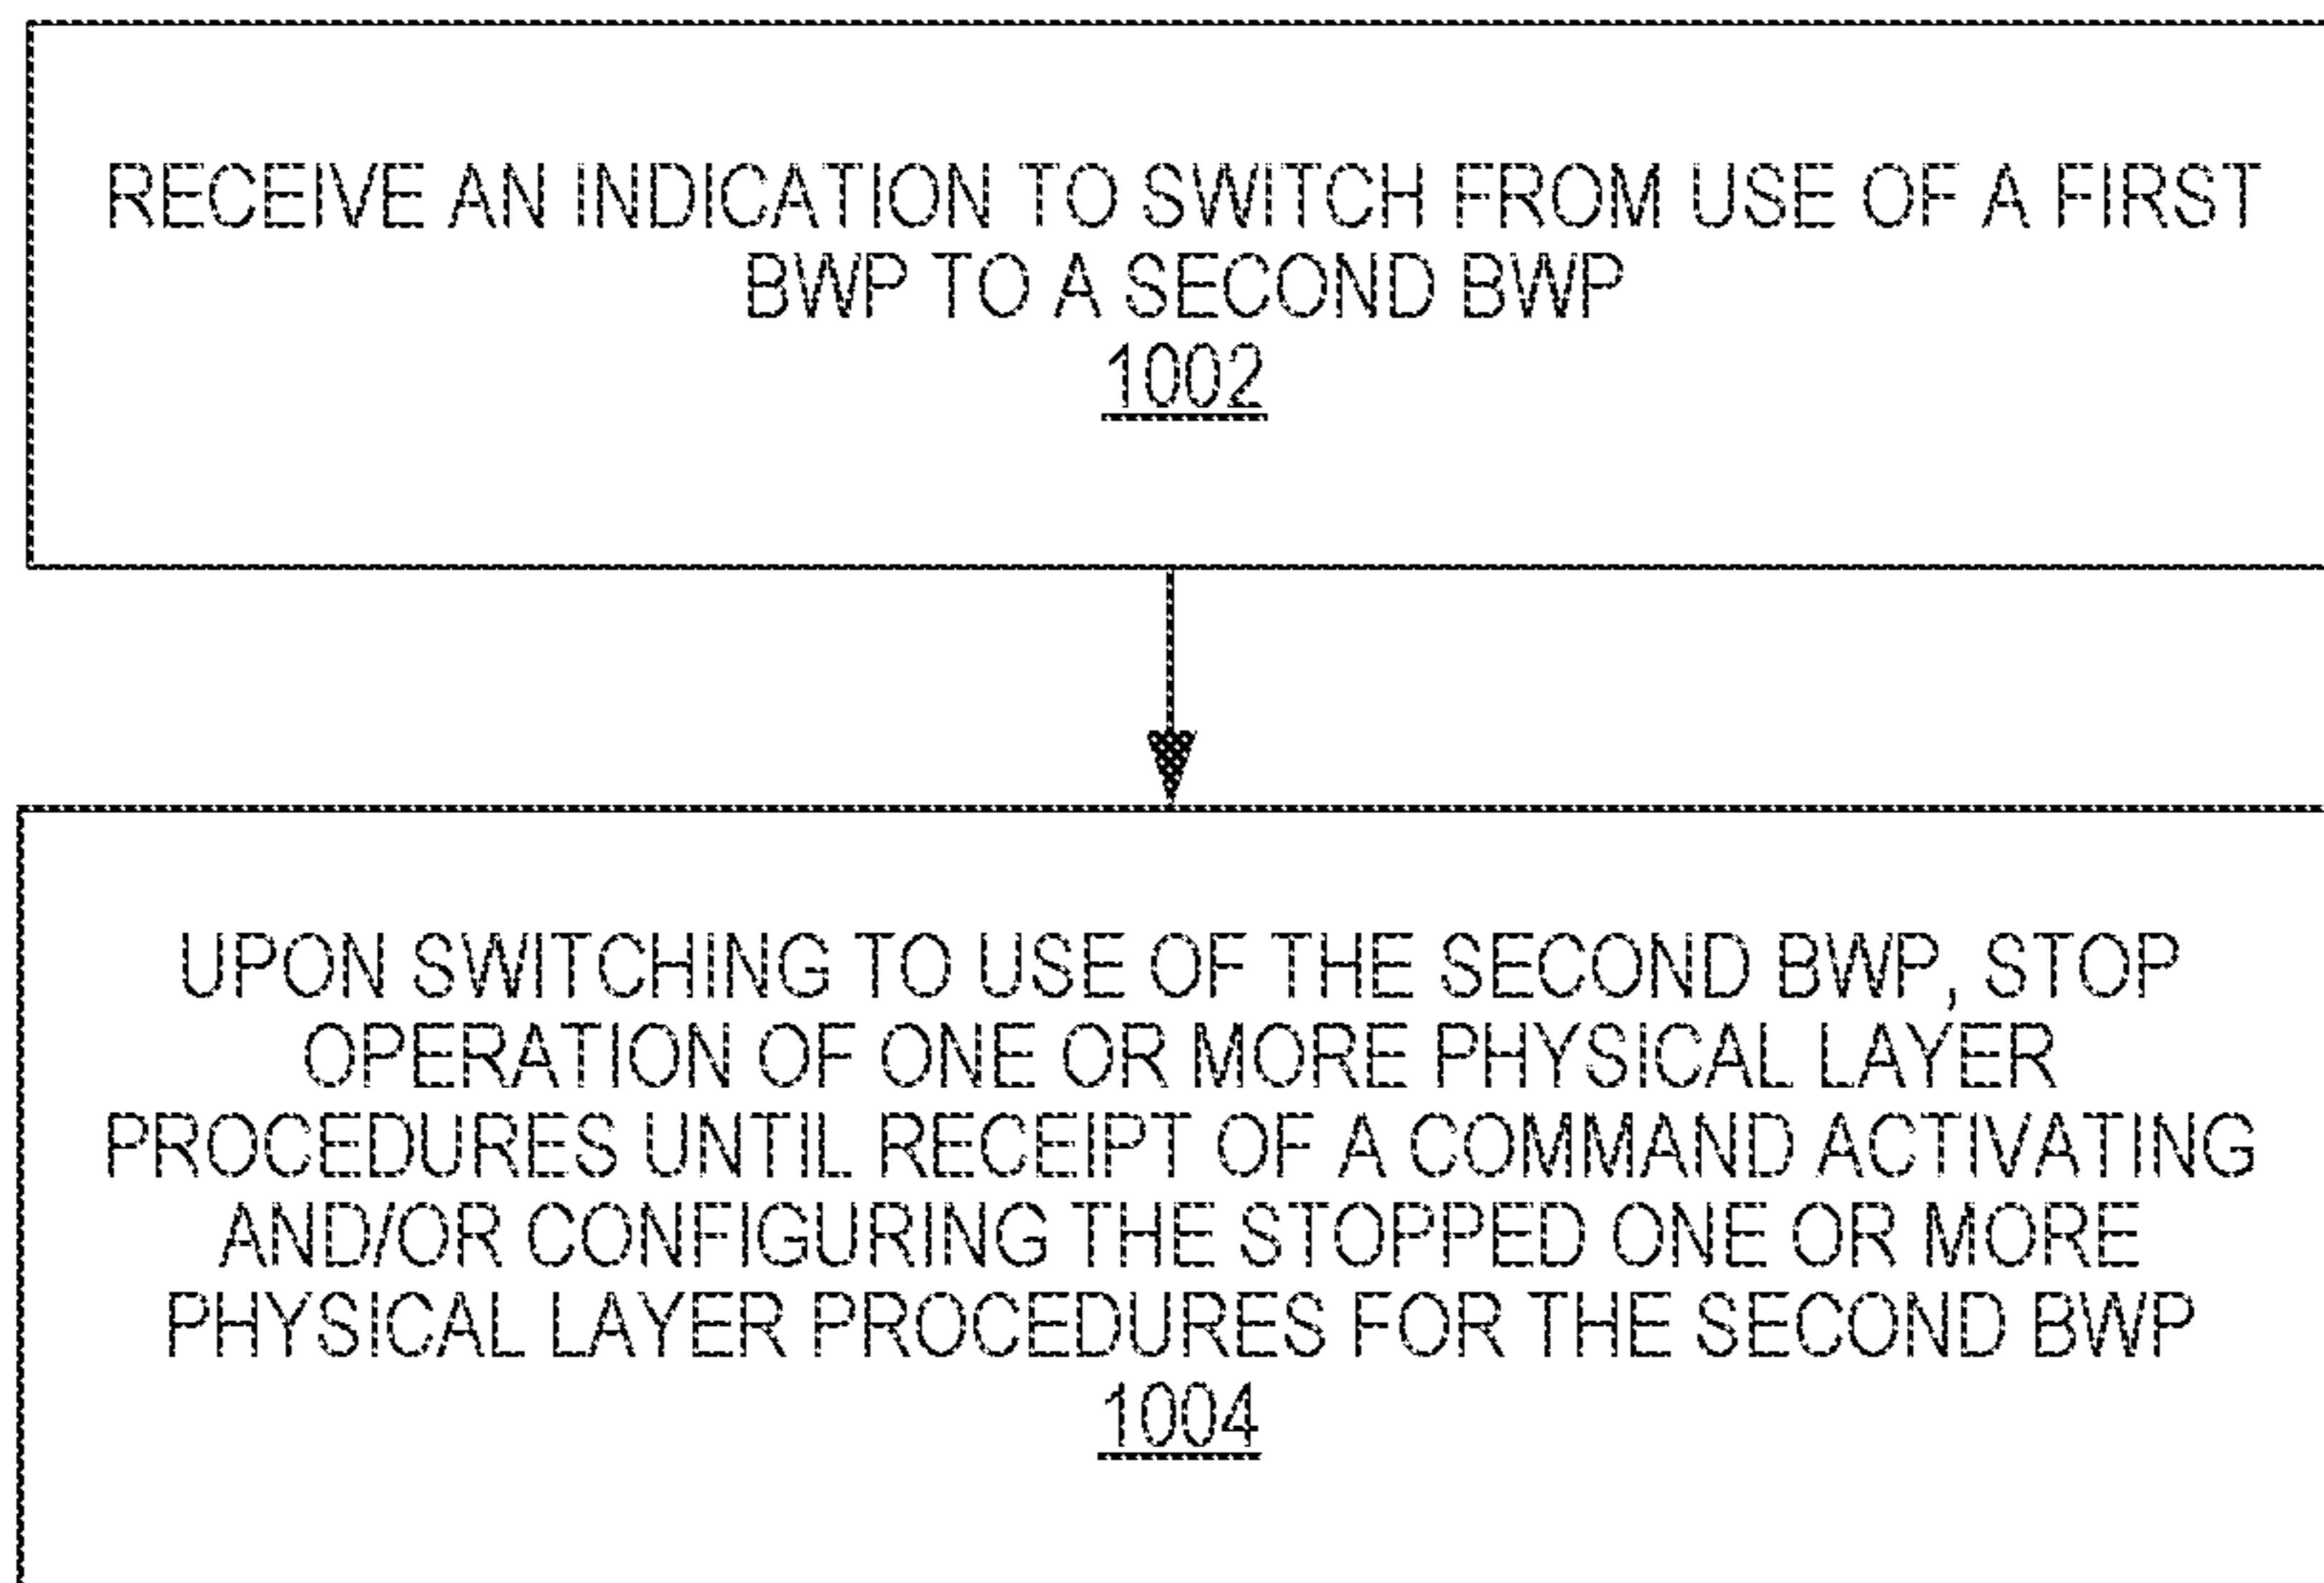 RECEIVE AN INDICATION TO SWITCH FROM USE OF A FIRST
BWP TO A SECOND BWP
1002
UPON SWITCHING TO USE OF THE SECOND BWP, STOP
OPERATION OF ONE OR MORE PHYSICAL LAYER
PROCEDURES UNTIL RECEIPT OF A COMMAND ACTIVATING
AND/OR CONFIGURING THE STOPPED ONE OR MORE
PHYSICAL LAYER PROCEDURES FOR THE SECOND BWP
1004